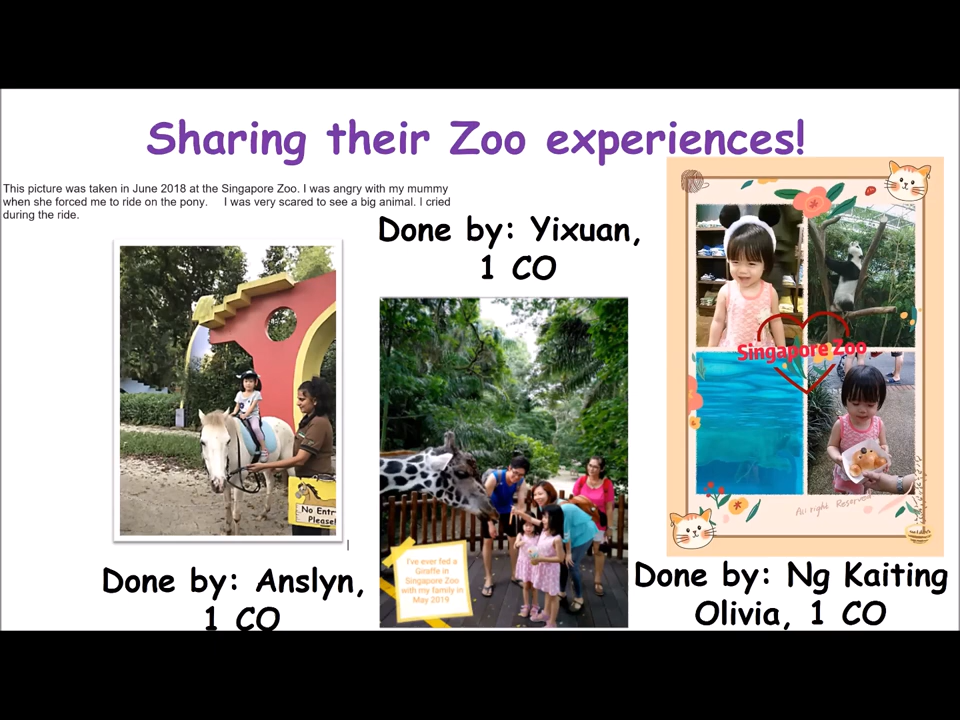 Sharing their Zoo experiences!
This picture was taken in June 2018 at the Singapore Zoo. I was angry with my mummy
when she forced me to ride on the pony. I was very scared to see a big animal. I cried
during the ride.
Done by: Yixuan,
1 CO
Singapore Zoo
No Entry
Please!
All right Reserved
I've ever fed a
Giraffe in
Singapore Zoo
with my family in
May 2019
Done by: Anslyn,
1 CO
Done by: Ng Kaiting
Olivia, 1 CO